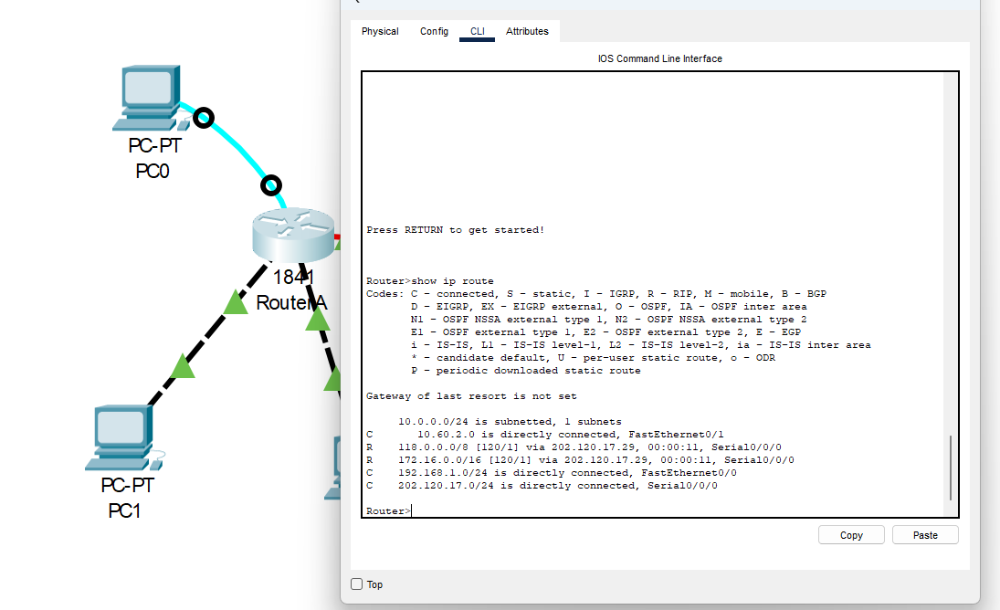 Physical Config CLI Attributes
IOS Command Line Interface
PC-PT
PC0
1841
RouterA
PC-PT
PC1
Press RETURN to get started!
Router>show ip route
Codes: C - connected, S - static, I - IGRP, R - RIP, M - mobile, B - BGP
D - EIGRP, EX - EIGRP external, O - OSPF, IA - OSPF inter area
N1 - OSPF NSSA external type 1, N2 - OSPF NSSA external type 2
E1 - OSPF external type 1, E2 - OSPF external type 2, E - EGP
i - IS-IS, L1 - IS-IS level-1, L2 - IS-IS level-2, ia - IS-IS inter area
* - candidate default, U - per-user static route, o - ODR
P - periodic downloaded static route
Gateway of last resort is not set
10.0.0.0/24 is subnetted, 1 subnets
C 10.60.2.0 is directly connected, FastEthernet0/1
R 118.0.0.0/8 [120/1] via 202.120.17.29, 00:00:11, Serial0/0/0
R 172.16.0.0/16 [120/1] via 202.120.17.29, 00:00:11, Serial0/0/0
C 192.168.1.0/24 is directly connected, FastEthernet0/0
C 202.120.17.0/24 is directly connected, Serial0/0/0
Router>
Copy Paste
Top